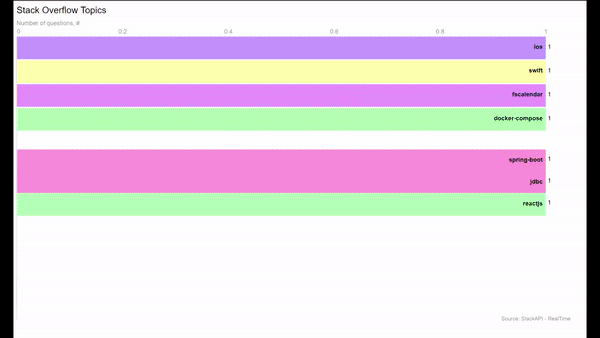 Stack Overflow Topics
Number of questions, #
0 0.2 0.4 0.6 0.8 1
ios 1
swift 1
fscalendar 1
docker-compose 1
spring-boot 1
jdbc 1
reactjs 1
Source: StackAPI - RealTime